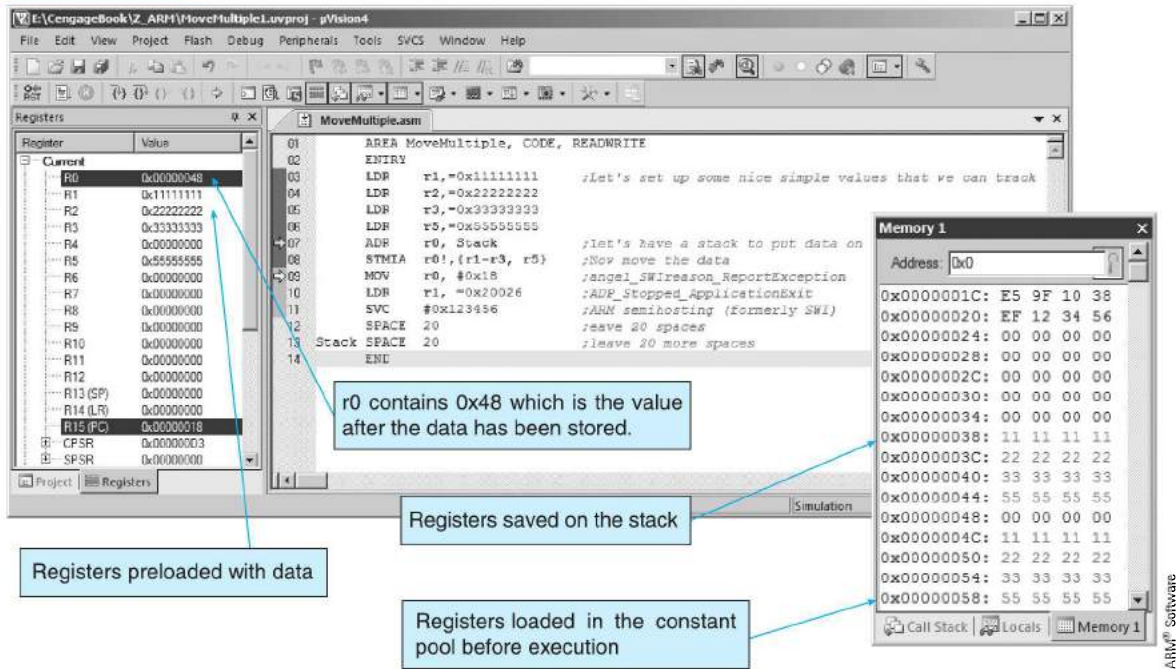 E:\CengageBook\Z_ARM\MoveMultiple1.uvproj - µVision4
File Edit View Project Flash Debug Peripherals Tools SVCS Window Help
Registers
Register Value
Current
R0 0x00000048
R1 0x11111111
R2 0x22222222
R3 0x33333333
R4 0x00000000
R5 0x55555555
R6 0x00000000
R7 0x00000000
R8 0x00000000
R9 0x00000000
R10 0x00000000
R11 0x00000000
R12 0x00000000
R13 (SP) 0x00000000
R14 (LR) 0x00000000
R15 (PC) 0x00000018
CPSR 0x000000D3
SPSR 0x00000000
Project Registers
MoveMultiple.asm
01 AREA MoveMultiple, CODE, READWRITE
02 ENTRY
03 LDR r1,=0x11111111 ;Let's set up some nice simple values that we can track
04 LDR r2,=0x22222222
05 LDR r3,=0x33333333
06 LDR r5,=0x55555555
07 ADR r0, Stack ;let's have a stack to put data on
08 STMIA r0!,{r1-r3, r5} ;Now move the data
09 MOV r0, #0x18 ;angel_SWIreason_ReportException
10 LDR r1, =0x20026 ;ADP_Stopped_ApplicationExit
11 SVC #0x123456 ;ARM semihosting (formerly SWI)
12 SPACE 20 ;eave 20 spaces
13 Stack SPACE 20 ;leave 20 more spaces
14 END
Simulation
r0 contains 0x48 which is the value
after the data has been stored.
Registers saved on the stack
Registers preloaded with data
Registers loaded in the constant
pool before execution
Memory 1
Address: 0x0
0x0000001C: E5 9F 10 38
0x00000020: EF 12 34 56
0x00000024: 00 00 00 00
0x00000028: 00 00 00 00
0x0000002C: 00 00 00 00
0x00000030: 00 00 00 00
0x00000034: 00 00 00 00
0x00000038: 11 11 11 11
0x0000003C: 22 22 22 22
0x00000040: 33 33 33 33
0x00000044: 55 55 55 55
0x00000048: 00 00 00 00
0x0000004C: 11 11 11 11
0x00000050: 22 22 22 22
0x00000054: 33 33 33 33
0x00000058: 55 55 55 55
Call Stack Locals Memory 1
ARM® Software